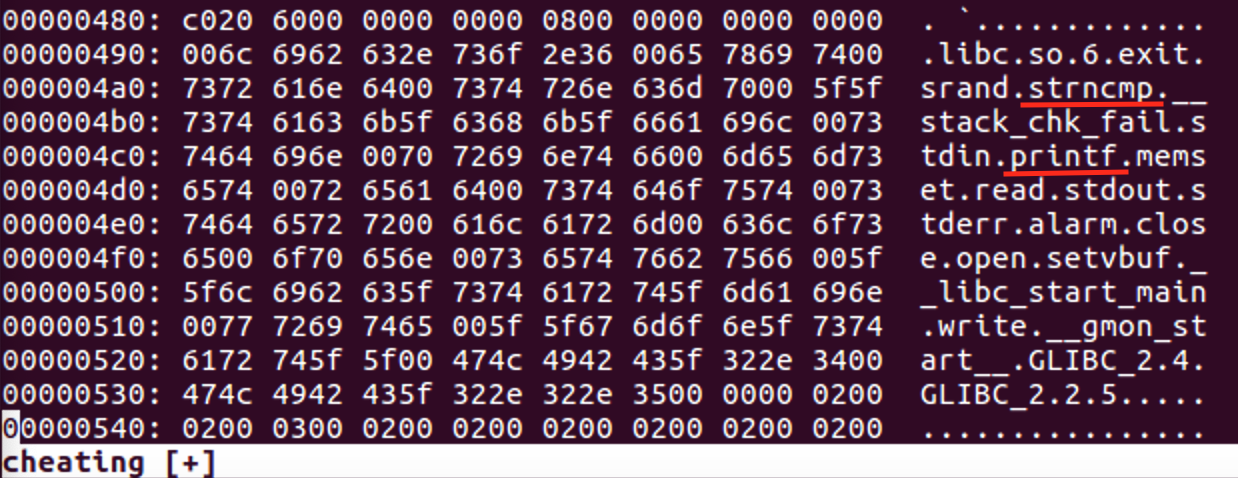 00000480: c020 6000 0000 0000 0800 0000 0000 0000  . `.............
00000490: 006c 6962 632e 736f 2e36 0065 7869 7400  .libc.so.6.exit.
000004a0: 7372 616e 6400 7374 726e 636d 7000 5f5f  srand.strncmp.__
000004b0: 7374 6163 6b5f 6368 6b5f 6661 696c 0073  stack_chk_fail.s
000004c0: 7464 696e 0070 7269 6e74 6600 6d65 6d73  tdin.printf.mems
000004d0: 6574 0072 6561 6400 7374 646f 7574 0073  et.read.stdout.s
000004e0: 7464 6572 7200 616c 6172 6d00 636c 6f73  tderr.alarm.clos
000004f0: 6500 6f70 656e 0073 6574 7662 7566 005f  e.open.setvbuf._
00000500: 5f6c 6962 635f 7374 6172 745f 6d61 696e  _libc_start_main
00000510: 0077 7269 7465 005f 5f67 6d6f 6e5f 7374  .write.__gmon_st
00000520: 6172 745f 5f00 474c 4942 435f 322e 3400  art__.GLIBC_2.4.
00000530: 474c 4942 435f 322e 322e 3500 0000 0200  GLIBC_2.2.5.....
00000540: 0200 0300 0200 0200 0200 0200 0200 0200  ................
cheating [+]